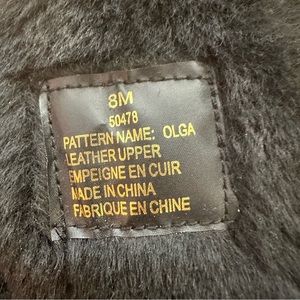 8M
50478
PATTERN NAME: OLGA
LEATHER UPPER
EMPEIGNE EN CUIR
MADE IN CHINA
FABRIQUE EN CHINE